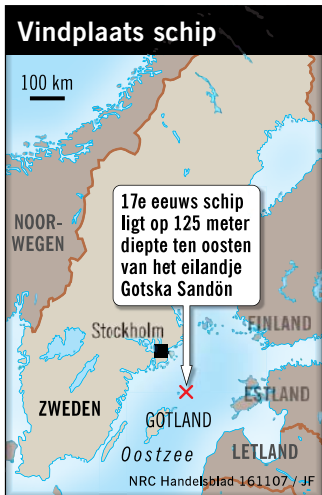 Vindplaats schip
100 km
17e eeuws schip
ligt op 125 meter
diepte ten oosten
van het eilandje
Gotska Sandön
NOOR-
WEGEN
FINLAND
Stockholm
ESTLAND
ZWEDEN
GOTLAND
LETLAND
Oostzee
NRC Handelsblad 161107 / JF